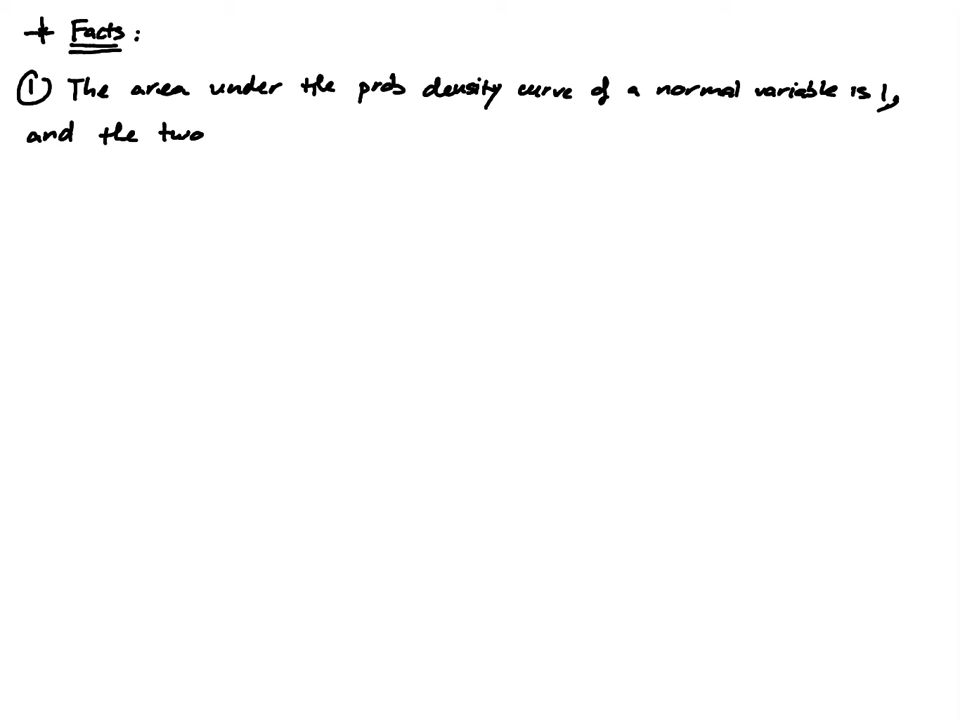 + Facts:
① The area under the prob density curve of a normal variable is 1,
and the two